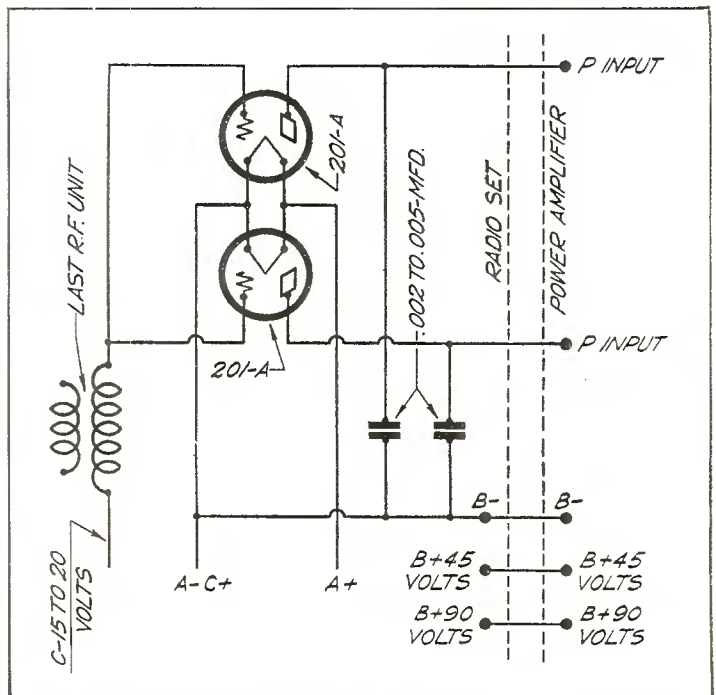 P INPUT
201-A
LAST R.F. UNIT
.002 TO .005-MFD.
RADIO SET
POWER AMPLIFIER
P INPUT
201-A
B-
B-
C-15 TO 20
VOLTS
A- C+
A+
B+45
VOLTS
B+45
VOLTS
B+90
VOLTS
B+90
VOLTS